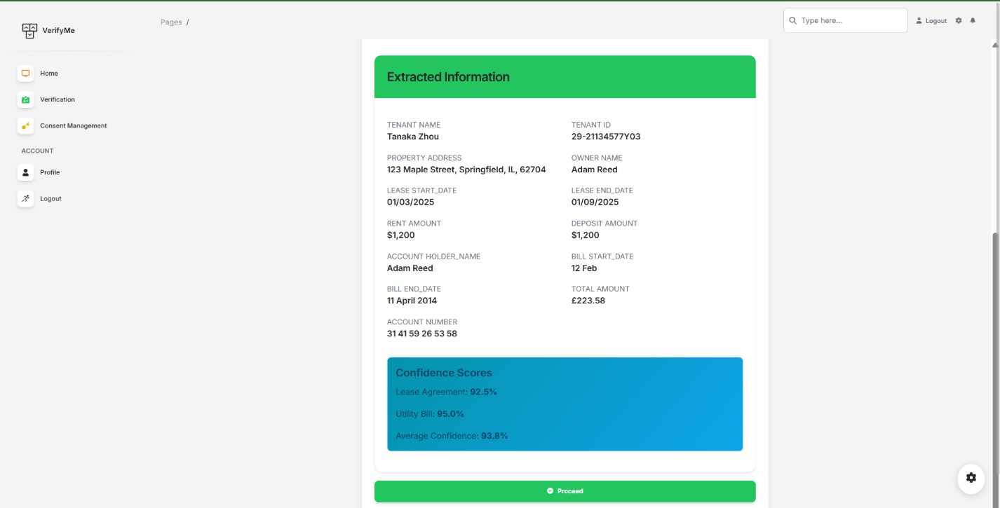 VerifyMe
Pages /
Type here...
Logout
Home
Verification
Consent Management
ACCOUNT
Profile
Logout
Extracted Information
TENANT NAME
Tanaka Zhou
TENANT ID
29-21134577Y03
PROPERTY ADDRESS
123 Maple Street, Springfield, IL, 62704
OWNER NAME
Adam Reed
LEASE START_DATE
01/03/2025
LEASE END_DATE
01/09/2025
RENT AMOUNT
$1,200
DEPOSIT AMOUNT
$1,200
ACCOUNT HOLDER_NAME
Adam Reed
BILL START_DATE
12 Feb
BILL END_DATE
11 April 2014
TOTAL AMOUNT
£223.58
ACCOUNT NUMBER
31 41 59 26 53 58
Confidence Scores
Lease Agreement: 92.5%
Utility Bill: 95.0%
Average Confidence: 93.8%
Proceed